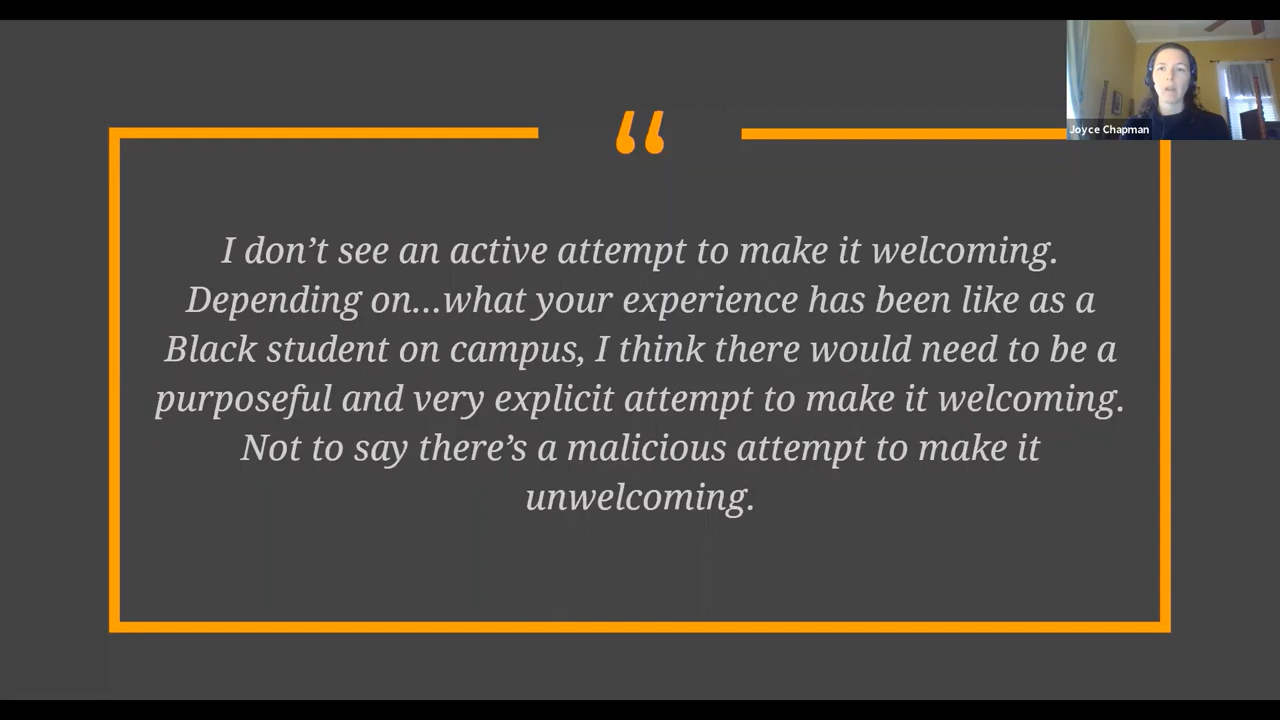 “
Joyce Chapman
I don’t see an active attempt to make it welcoming.
Depending on...what your experience has been like as a
Black student on campus, I think there would need to be a
purposeful and very explicit attempt to make it welcoming.
Not to say there’s a malicious attempt to make it
unwelcoming.